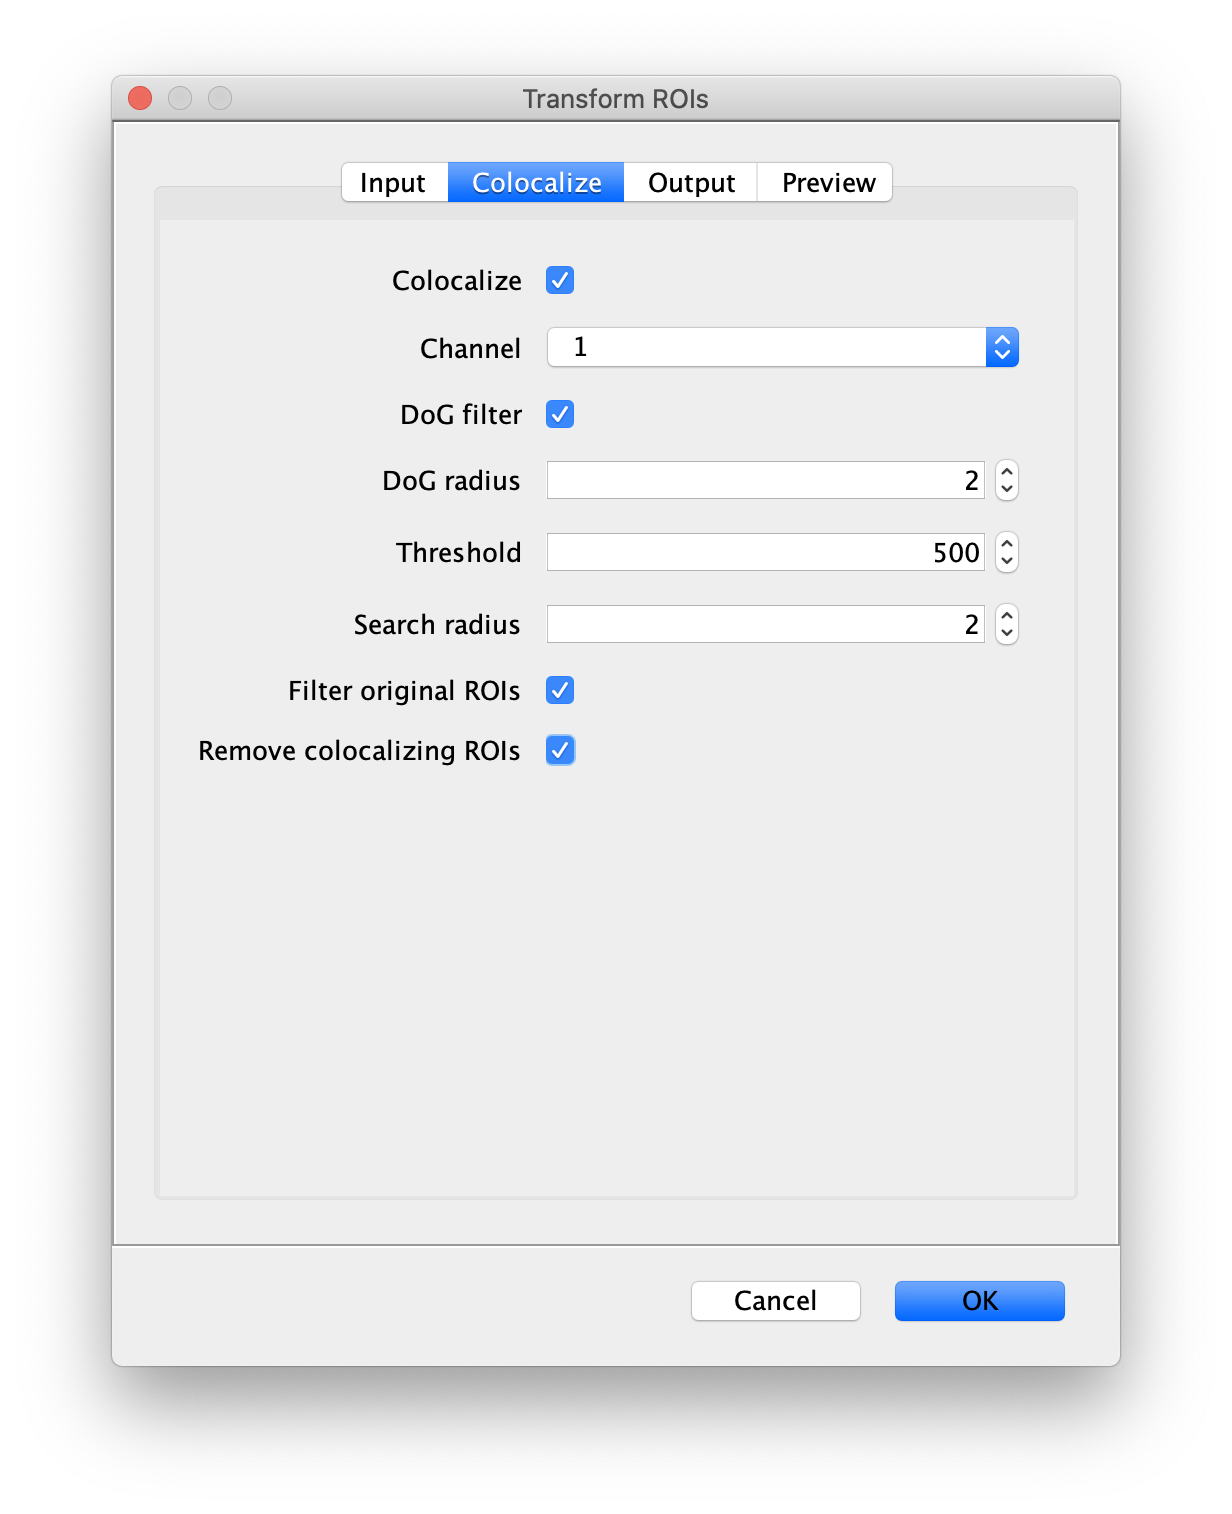 Transform ROIs
Input Colocalize Output Preview
Colocalize
Channel 1
DoG filter
DoG radius 2
Threshold 500
Search radius 2
Filter original ROIs
Remove colocalizing ROIs
Cancel OK